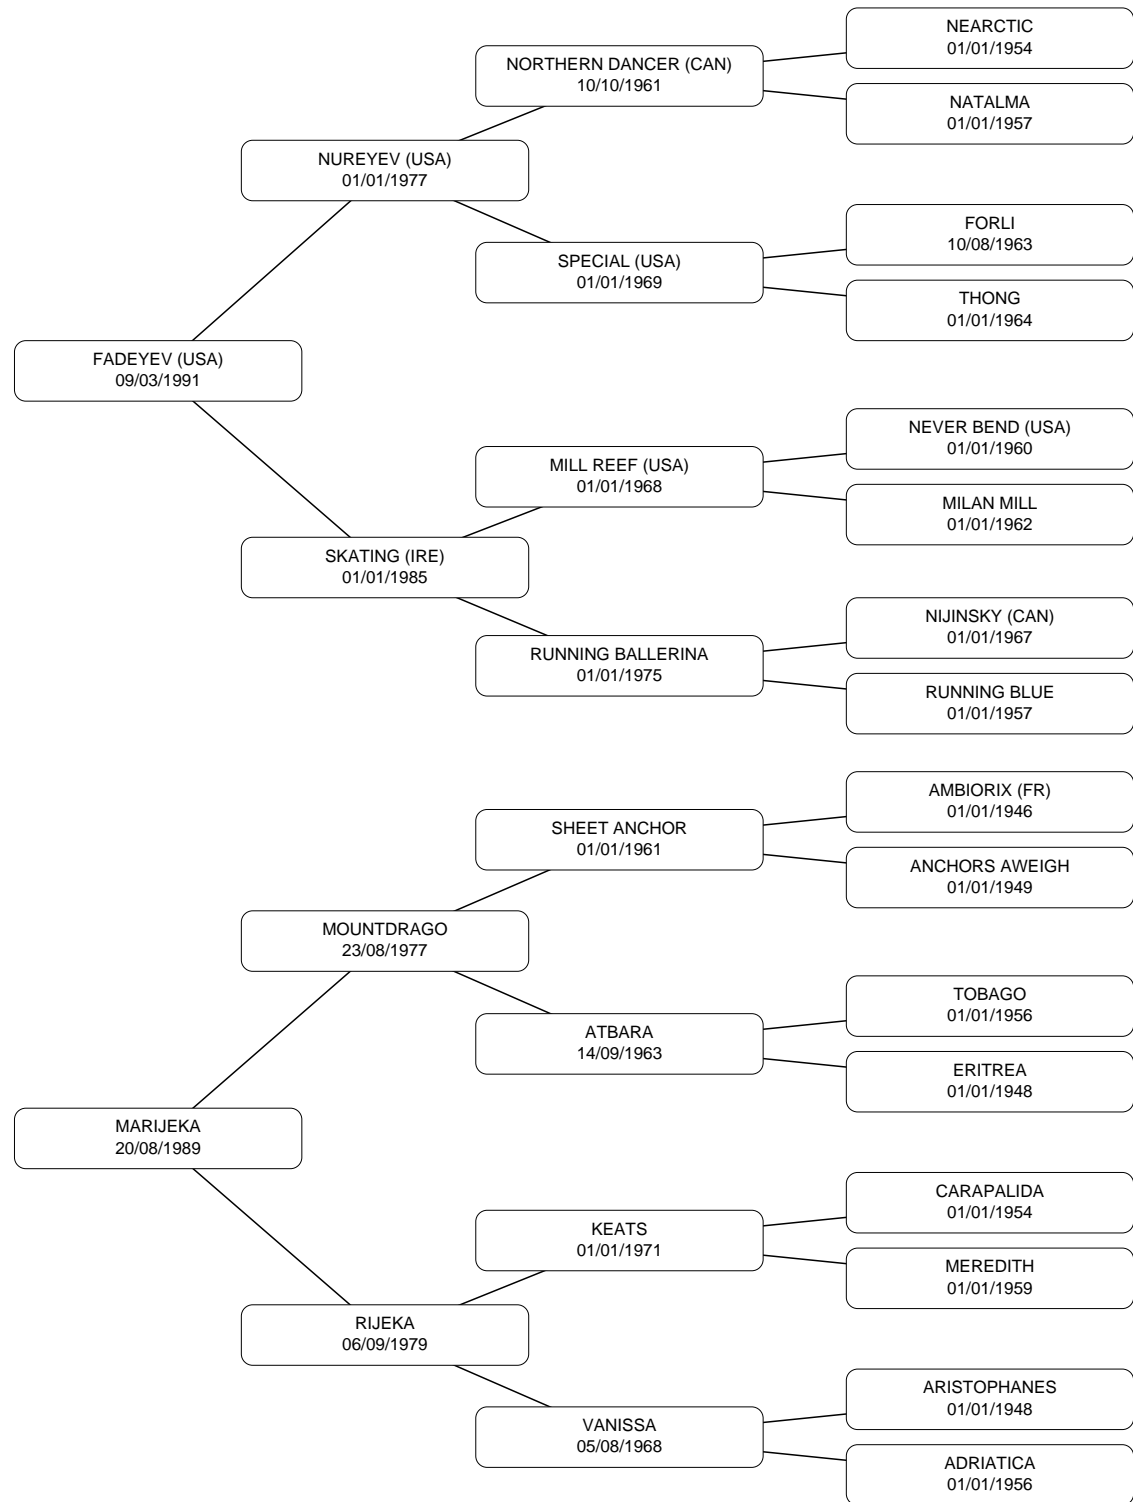 NEARCTIC
01/01/1954
NORTHERN DANCER (CAN)
10/10/1961
NATALMA
01/01/1957
NUREYEV (USA)
01/01/1977
FORLI
10/08/1963
SPECIAL (USA)
01/01/1969
THONG
01/01/1964
FADEYEV (USA)
09/03/1991
NEVER BEND (USA)
01/01/1960
MILL REEF (USA)
01/01/1968
MILAN MILL
01/01/1962
SKATING (IRE)
01/01/1985
NIJINSKY (CAN)
01/01/1967
RUNNING BALLERINA
01/01/1975
RUNNING BLUE
01/01/1957
AMBIORIX (FR)
01/01/1946
SHEET ANCHOR
01/01/1961
ANCHORS AWEIGH
01/01/1949
MOUNTDRAGO
23/08/1977
TOBAGO
01/01/1956
ATBARA
14/09/1963
ERITREA
01/01/1948
MARIJEKA
20/08/1989
CARAPALIDA
01/01/1954
KEATS
01/01/1971
MEREDITH
01/01/1959
RIJEKA
06/09/1979
ARISTOPHANES
01/01/1948
VANISSA
05/08/1968
ADRIATICA
01/01/1956